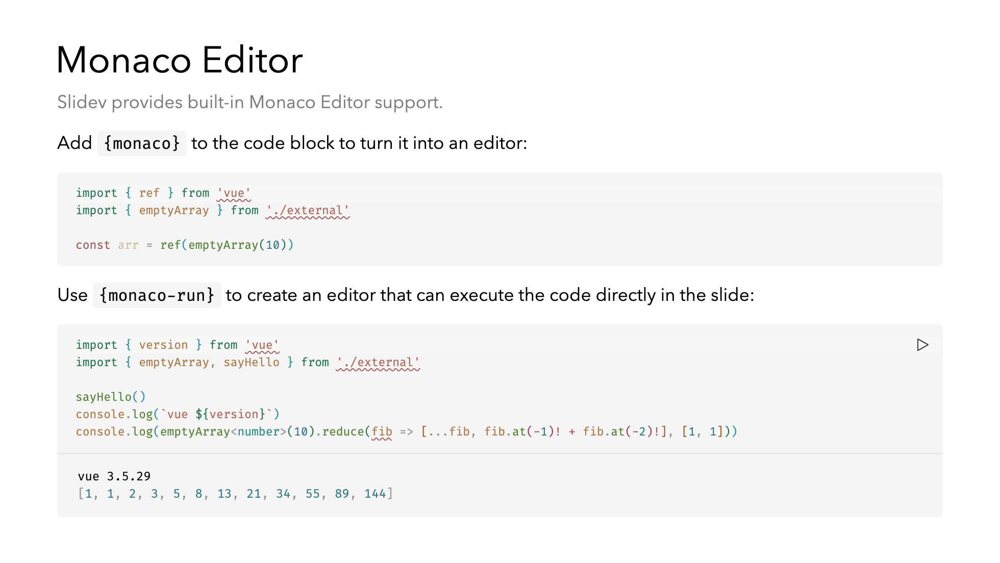 Monaco Editor
Slidev provides built-in Monaco Editor support.
Add {monaco} to the code block to turn it into an editor:
import { ref } from 'vue'
import { emptyArray } from './external'
const arr = ref(emptyArray(10))
Use {monaco-run} to create an editor that can execute the code directly in the slide:
import { version } from 'vue'
import { emptyArray, sayHello } from './external'
sayHello()
console.log(`vue ${version}`)
console.log(emptyArray<number>(10).reduce(fib => [...fib, fib.at(-1)! + fib.at(-2)!], [1, 1]))
vue 3.5.29
[1, 1, 2, 3, 5, 8, 13, 21, 34, 55, 89, 144]